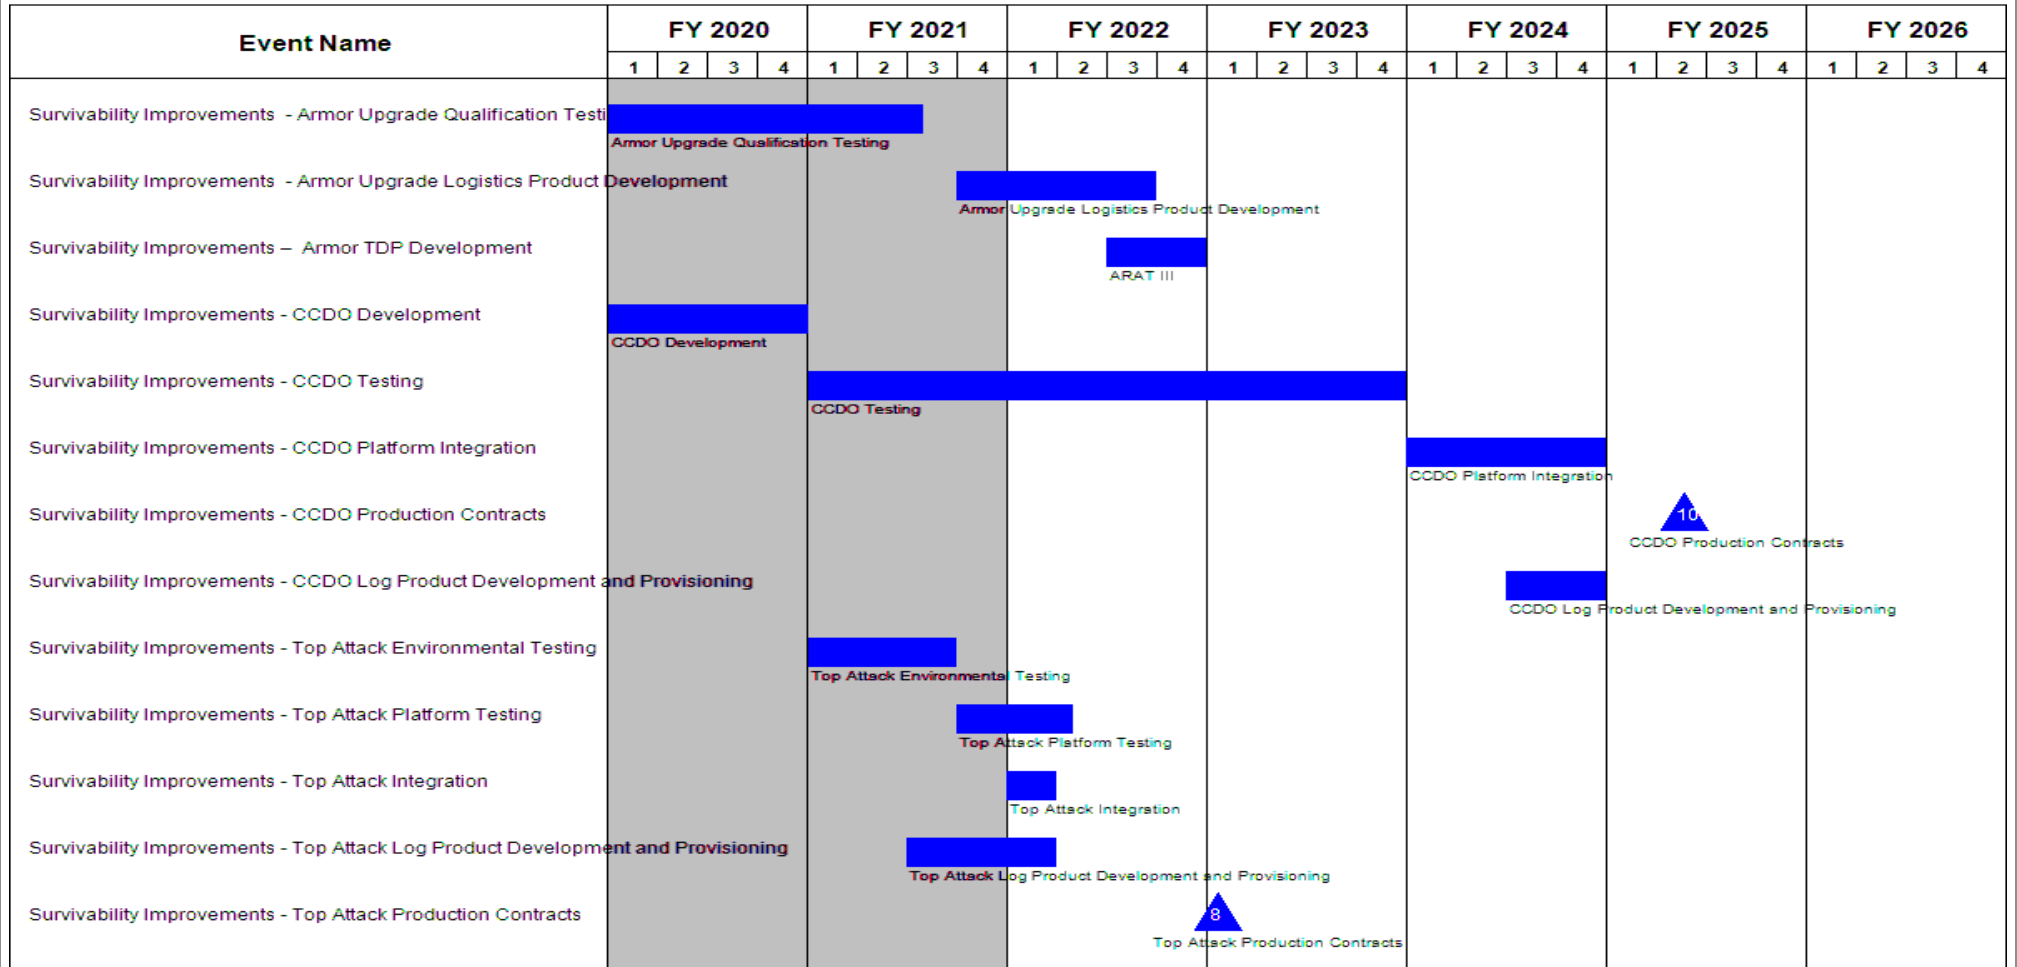 Event Name
FY 2020 FY 2021 FY 2022 FY 2023 FY 2024 FY 2025 FY 2026
1 2 3 4 1 2 3 4 1 2 3 4 1 2 3 4 1 2 3 4 1 2 3 4 1 2 3 4
Survivability Improvements - Armor Upgrade Qualification Testi
Armor Upgrade Qualification Testing
Survivability Improvements - Armor Upgrade Logistics Product Development
Armor Upgrade Logistics Product Development
Survivability Improvements – Armor TDP Development
ARAT III
Survivability Improvements - CCDO Development
CCDO Development
Survivability Improvements - CCDO Testing
CCDO Testing
Survivability Improvements - CCDO Platform Integration
CCDO Platform Integration
Survivability Improvements - CCDO Production Contracts
10
CCDO Production Contracts
Survivability Improvements - CCDO Log Product Development and Provisioning
CCDO Log Product Development and Provisioning
Survivability Improvements - Top Attack Environmental Testing
Top Attack Environmental Testing
Survivability Improvements - Top Attack Platform Testing
Top Attack Platform Testing
Survivability Improvements - Top Attack Integration
Top Attack Integration
Survivability Improvements - Top Attack Log Product Development and Provisioning
Top Attack Log Product Development and Provisioning
Survivability Improvements - Top Attack Production Contracts
8
Top Attack Production Contracts